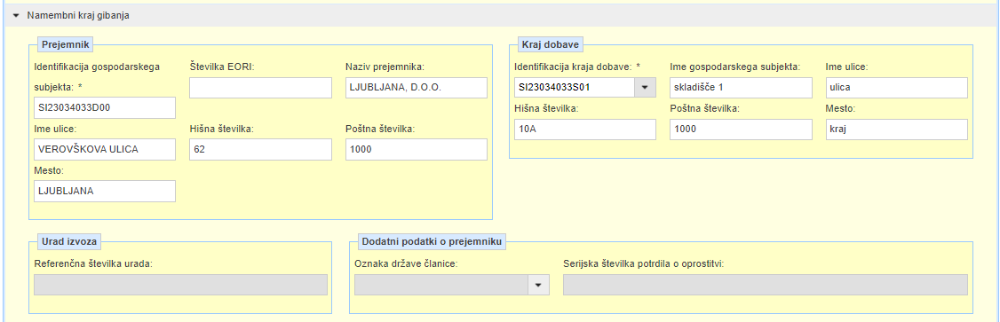 Namembni kraj gibanja
Prejemnik
Identifikacija gospodarskega
subjekta: *
SI23034033D00
Številka EORI:
Naziv prejemnika:
LJUBLJANA, D.O.O.
Ime ulice:
VEROVŠKOVA ULICA
Hišna številka:
62
Poštna številka:
1000
Mesto:
LJUBLJANA
Kraj dobave
Identifikacija kraja dobave: *
SI23034033S01
Ime gospodarskega subjekta:
skladišče 1
Ime ulice:
ulica
Hišna številka:
10A
Poštna številka:
1000
Mesto:
kraj
Urad izvoza
Referenčna številka urada:
Dodatni podatki o prejemniku
Oznaka države članice:
Serijska številka potrdila o oprostitvi: